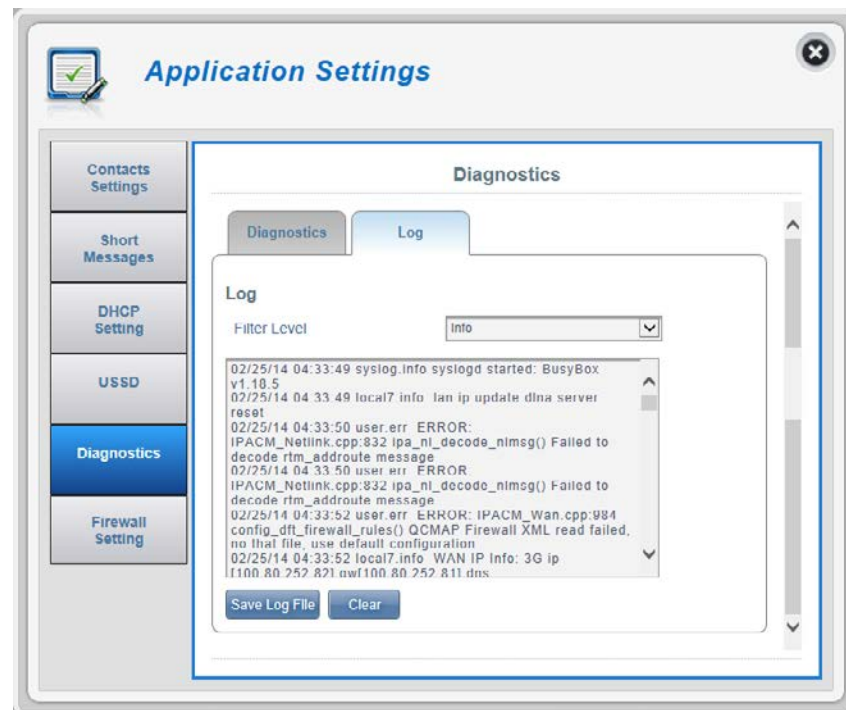 Application Settings
Contacts
Settings
Short
Messages
DHCP
Setting
USSD
Diagnostics
Firewall
Setting
Diagnostics
Diagnostics
Log
Log
Filter Level
Info
02/25/14 04:33:49 syslog.info syslogd started: BusyBox
v1.18.5
02/25/14 04:33:49 local7.info lan ip update dlna server
reset
02/25/14 04:33:50 user.err ERROR:
IPACM_Netlink.cpp:832 ipa_nl_decode_nlmsg() Failed to
decode rtm_addroute message
02/25/14 04:33:50 user.err ERROR:
IPACM_Netlink.cpp:832 ipa_nl_decode_nlmsg() Failed to
decode rtm_addroute message
02/25/14 04:33:52 user.err ERROR: IPACM_Wan.cpp:984
config_dft_firewall_rules() QCMAP Firewall XML read failed,
no that file, use default configuration
02/25/14 04:33:52 local7.info WAN IP Info: 3G ip
[100.80.252.82] gw[100.80.252.81] dns
Save Log File
Clear